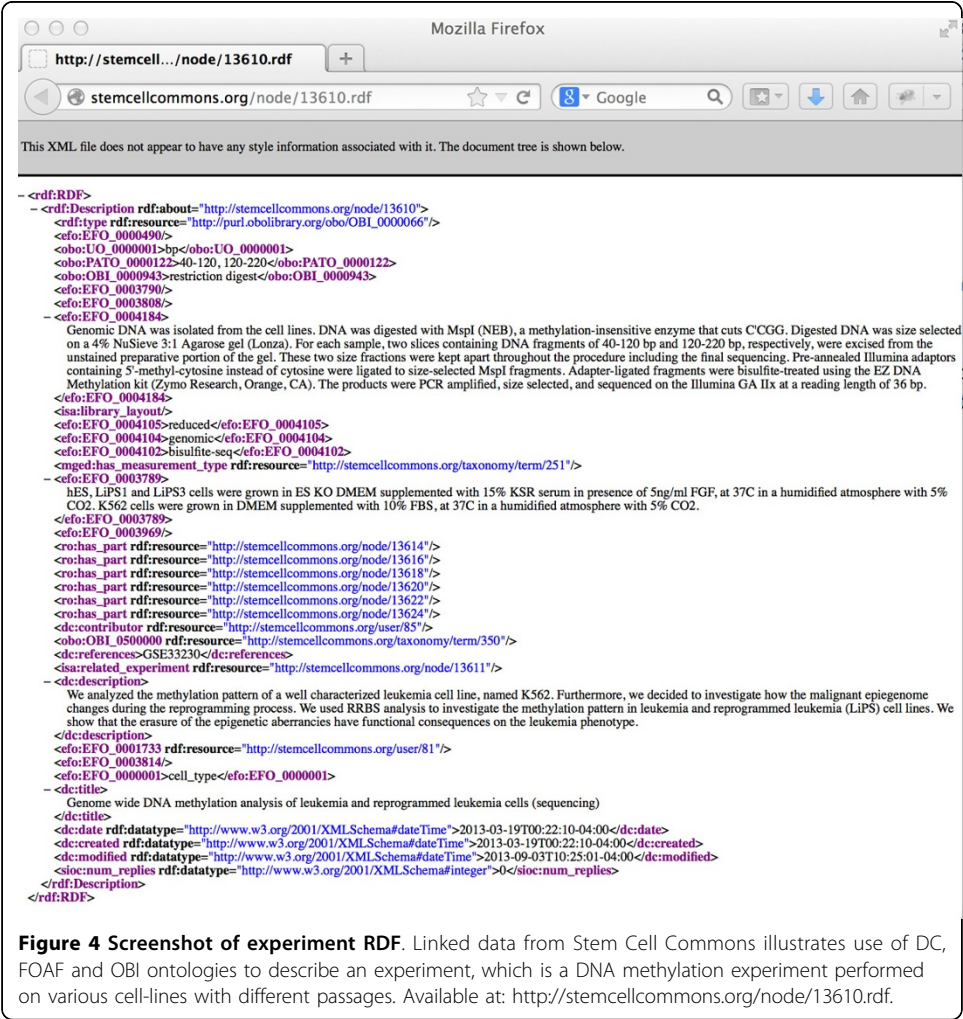 Mozilla Firefox
http://stemcell.../node/13610.rdf
+
stemcellcommons.org/node/13610.rdf
8 Google
This XML file does not appear to have any style information associated with it. The document tree is shown below.
– <rdf:RDF>
– <rdf:Description rdf:about="http://stemcellcommons.org/node/13610">
<rdf:type rdf:resource="http://purl.obolibrary.org/obo/OBI_0000066"/>
<efo:EFO_0000490/>
<obo:UO_0000001>bp</obo:UO_0000001>
<obo:PATO_0000122>40-120, 120-220</obo:PATO_0000122>
<obo:OBI_0000943>restriction digest</obo:OBI_0000943>
<efo:EFO_0003790/>
<efo:EFO_0003808/>
– <efo:EFO_0004184>
Genomic DNA was isolated from the cell lines. DNA was digested with MspI (NEB), a methylation-insensitive enzyme that cuts C'CGG. Digested DNA was size selected
on a 4% NuSieve 3:1 Agarose gel (Lonza). For each sample, two slices containing DNA fragments of 40-120 bp and 120-220 bp, respectively, were excised from the
unstained preparative portion of the gel. These two size fractions were kept apart throughout the procedure including the final sequencing. Pre-annealed Illumina adaptors
containing 5'-methyl-cytosine instead of cytosine were ligated to size-selected MspI fragments. Adapter-ligated fragments were bisulfite-treated using the EZ DNA
Methylation kit (Zymo Research, Orange, CA). The products were PCR amplified, size selected, and sequenced on the Illumina GA IIx at a reading length of 36 bp.
</efo:EFO_0004184>
<isa:library_layout/>
<efo:EFO_0004105>reduced</efo:EFO_0004105>
<efo:EFO_0004104>genomic</efo:EFO_0004104>
<efo:EFO_0004102>bisulfite-seq</efo:EFO_0004102>
<mged:has_measurement_type rdf:resource="http://stemcellcommons.org/taxonomy/term/251"/>
– <efo:EFO_0003789>
hES, LiPS1 and LiPS3 cells were grown in ES KO DMEM supplemented with 15% KSR serum in presence of 5ng/ml FGF, at 37C in a humidified atmosphere with 5%
CO2. K562 cells were grown in DMEM supplemented with 10% FBS, at 37C in a humidified atmosphere with 5% CO2.
</efo:EFO_0003789>
<efo:EFO_0003969/>
<ro:has_part rdf:resource="http://stemcellcommons.org/node/13614"/>
<ro:has_part rdf:resource="http://stemcellcommons.org/node/13616"/>
<ro:has_part rdf:resource="http://stemcellcommons.org/node/13618"/>
<ro:has_part rdf:resource="http://stemcellcommons.org/node/13620"/>
<ro:has_part rdf:resource="http://stemcellcommons.org/node/13622"/>
<ro:has_part rdf:resource="http://stemcellcommons.org/node/13624"/>
<dc:contributor rdf:resource="http://stemcellcommons.org/user/85"/>
<obo:OBI_0500000 rdf:resource="http://stemcellcommons.org/taxonomy/term/350"/>
<dc:references>GSE33230</dc:references>
<isa:related_experiment rdf:resource="http://stemcellcommons.org/node/13611"/>
– <dc:description>
We analyzed the methylation pattern of a well characterized leukemia cell line, named K562. Furthermore, we decided to investigate how the malignant epiegenome
changes during the reprogramming process. We used RRBS analysis to investigate the methylation pattern in leukemia and reprogrammed leukemia (LiPS) cell lines. We
show that the erasure of the epigenetic aberrancies have functional consequences on the leukemia phenotype.
</dc:description>
<efo:EFO_0001733 rdf:resource="http://stemcellcommons.org/user/81"/>
<efo:EFO_0003814/>
<efo:EFO_0000001>cell_type</efo:EFO_0000001>
– <dc:title>
Genome wide DNA methylation analysis of leukemia and reprogrammed leukemia cells (sequencing)
</dc:title>
<dc:date rdf:datatype="http://www.w3.org/2001/XMLSchema#dateTime">2013-03-19T00:22:10-04:00</dc:date>
<dc:created rdf:datatype="http://www.w3.org/2001/XMLSchema#dateTime">2013-03-19T00:22:10-04:00</dc:created>
<dc:modified rdf:datatype="http://www.w3.org/2001/XMLSchema#dateTime">2013-09-03T10:25:01-04:00</dc:modified>
<sioc:num_replies rdf:datatype="http://www.w3.org/2001/XMLSchema#integer">0</sioc:num_replies>
</rdf:Description>
</rdf:RDF>
Figure 4 Screenshot of experiment RDF. Linked data from Stem Cell Commons illustrates use of DC,
FOAF and OBI ontologies to describe an experiment, which is a DNA methylation experiment performed
on various cell-lines with different passages. Available at: http://stemcellcommons.org/node/13610.rdf.